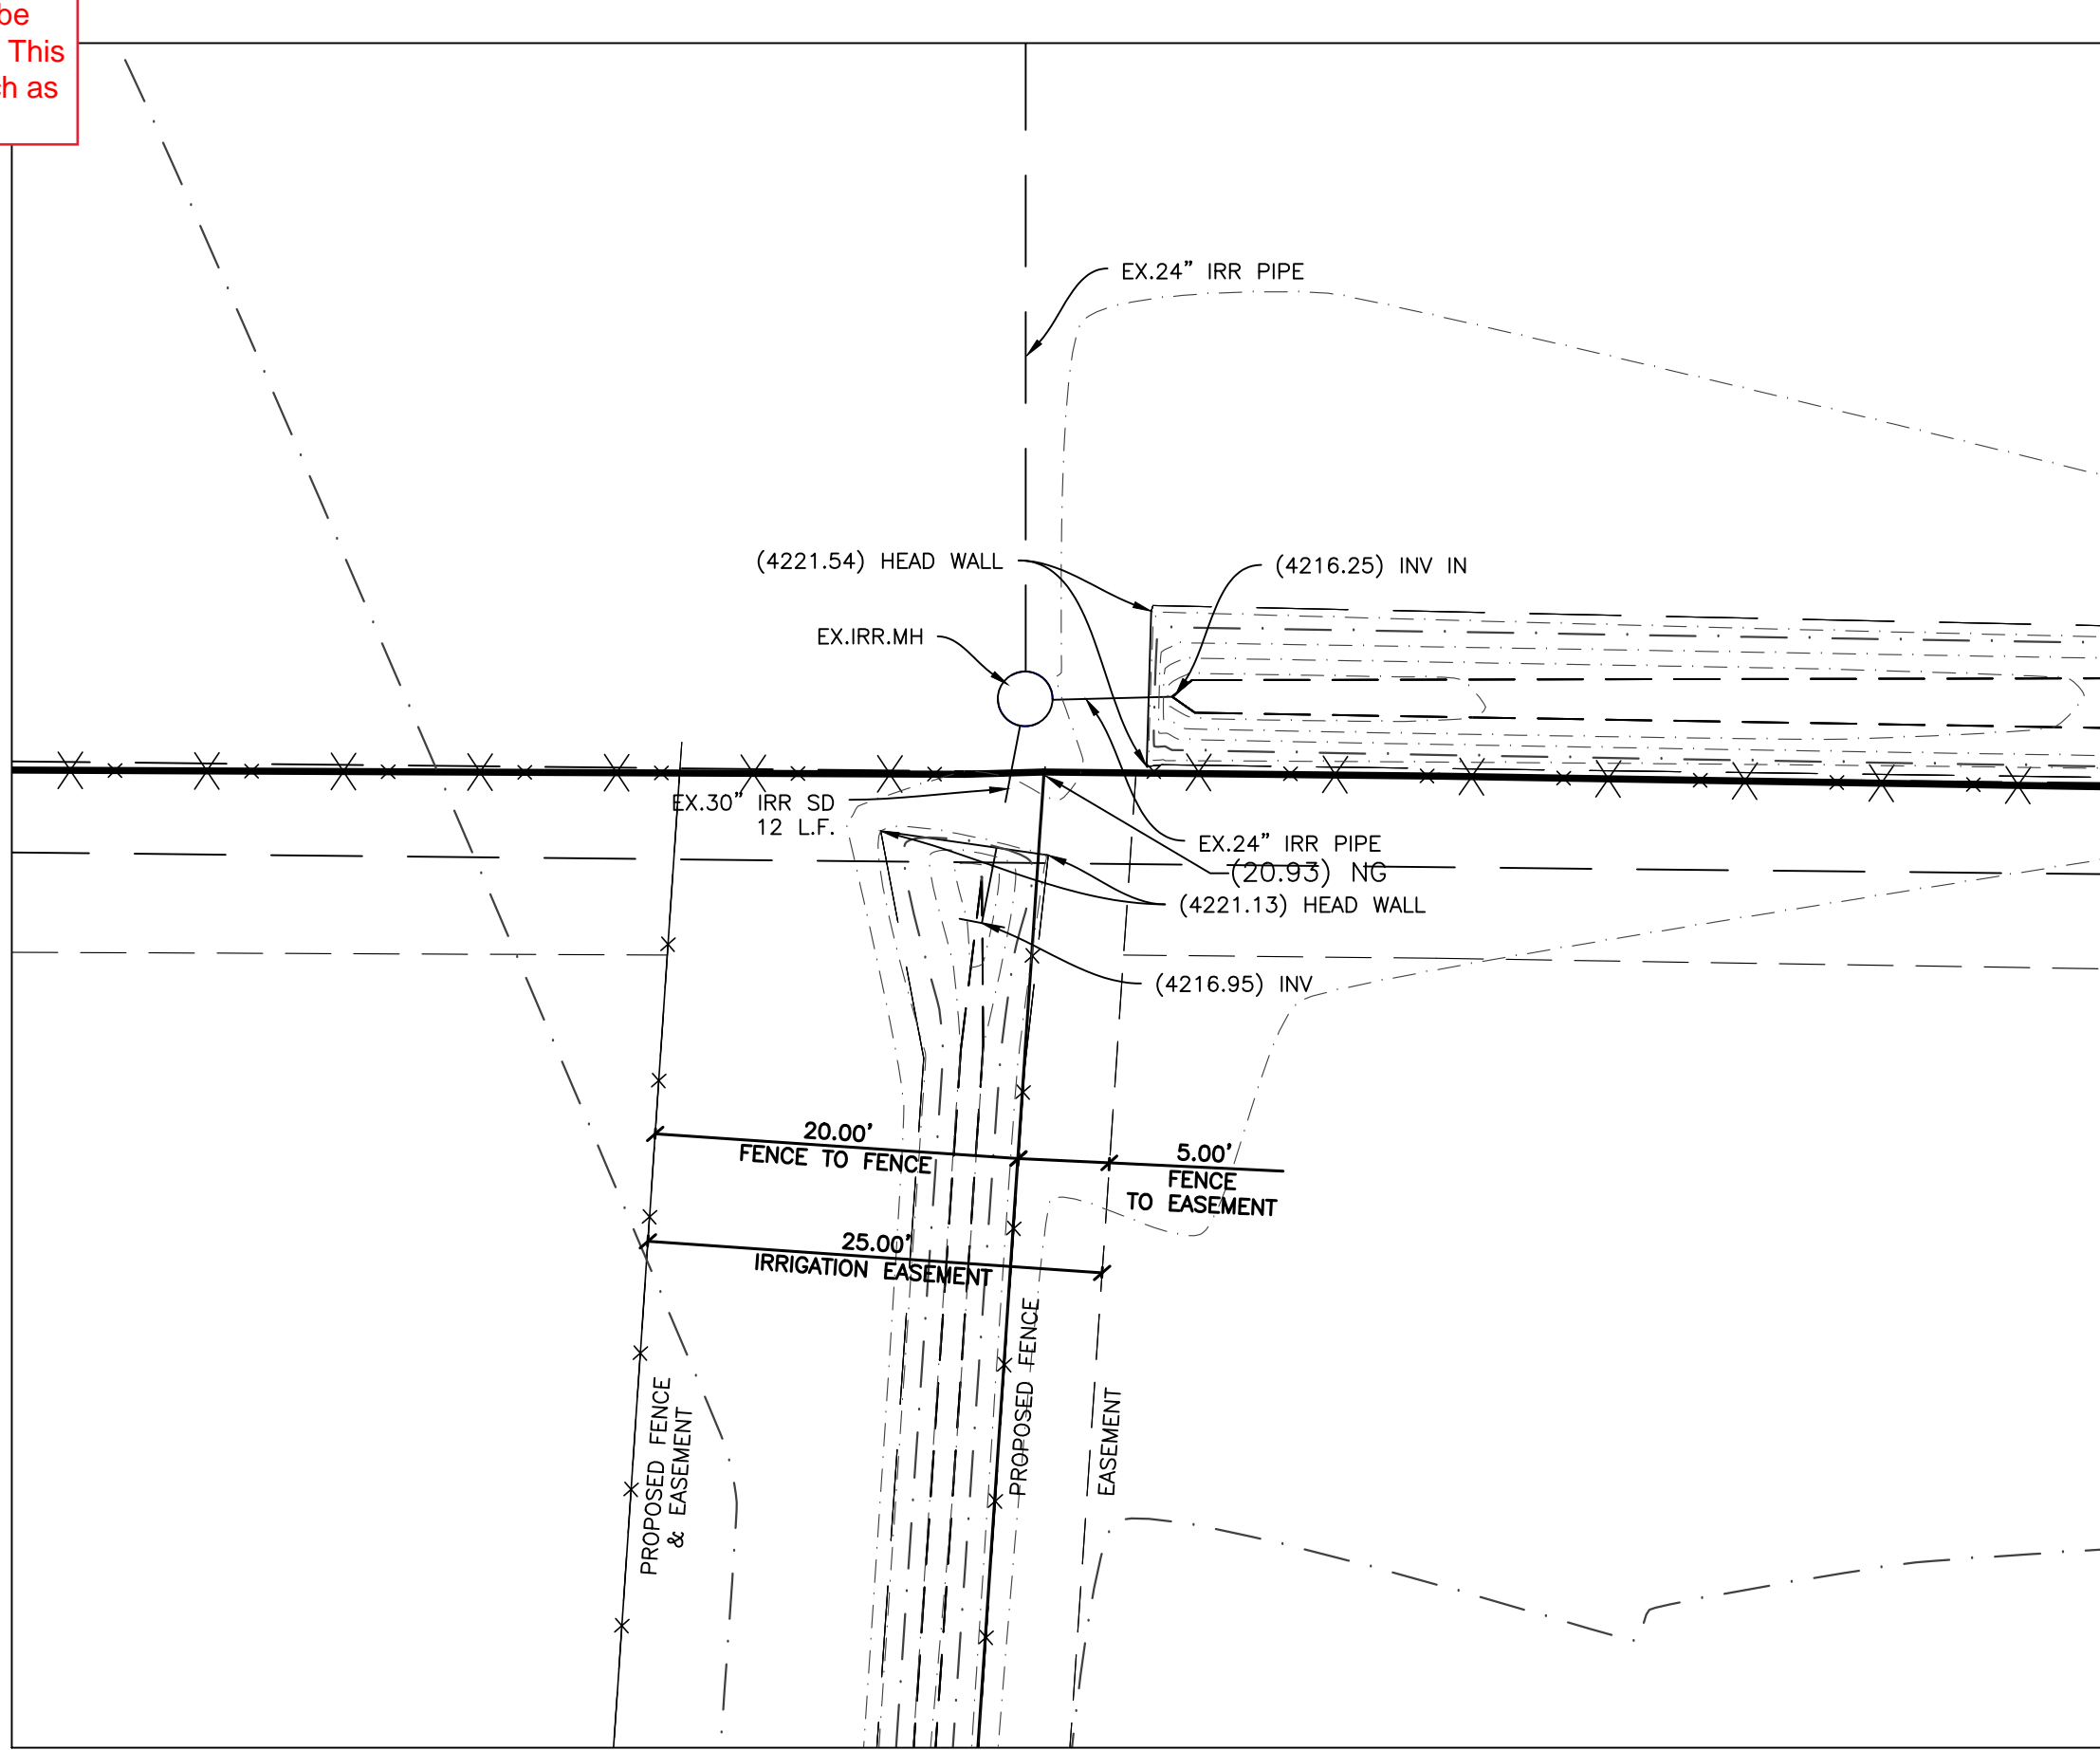 be
This
ch as
EX.24" IRR PIPE
(4221.54) HEAD WALL
(4216.25) INV IN
EX.IRR.MH
EX.30" IRR SD
12 L.F.
EX.24" IRR PIPE
(20.93) NG
(4221.13) HEAD WALL
(4216.95) INV
20.00'
FENCE TO FENCE
5.00'
FENCE
TO EASEMENT
25.00'
IRRIGATION EASEMENT
PROPOSED FENCE
& EASEMENT
PROPOSED FENCE
EASEMENT